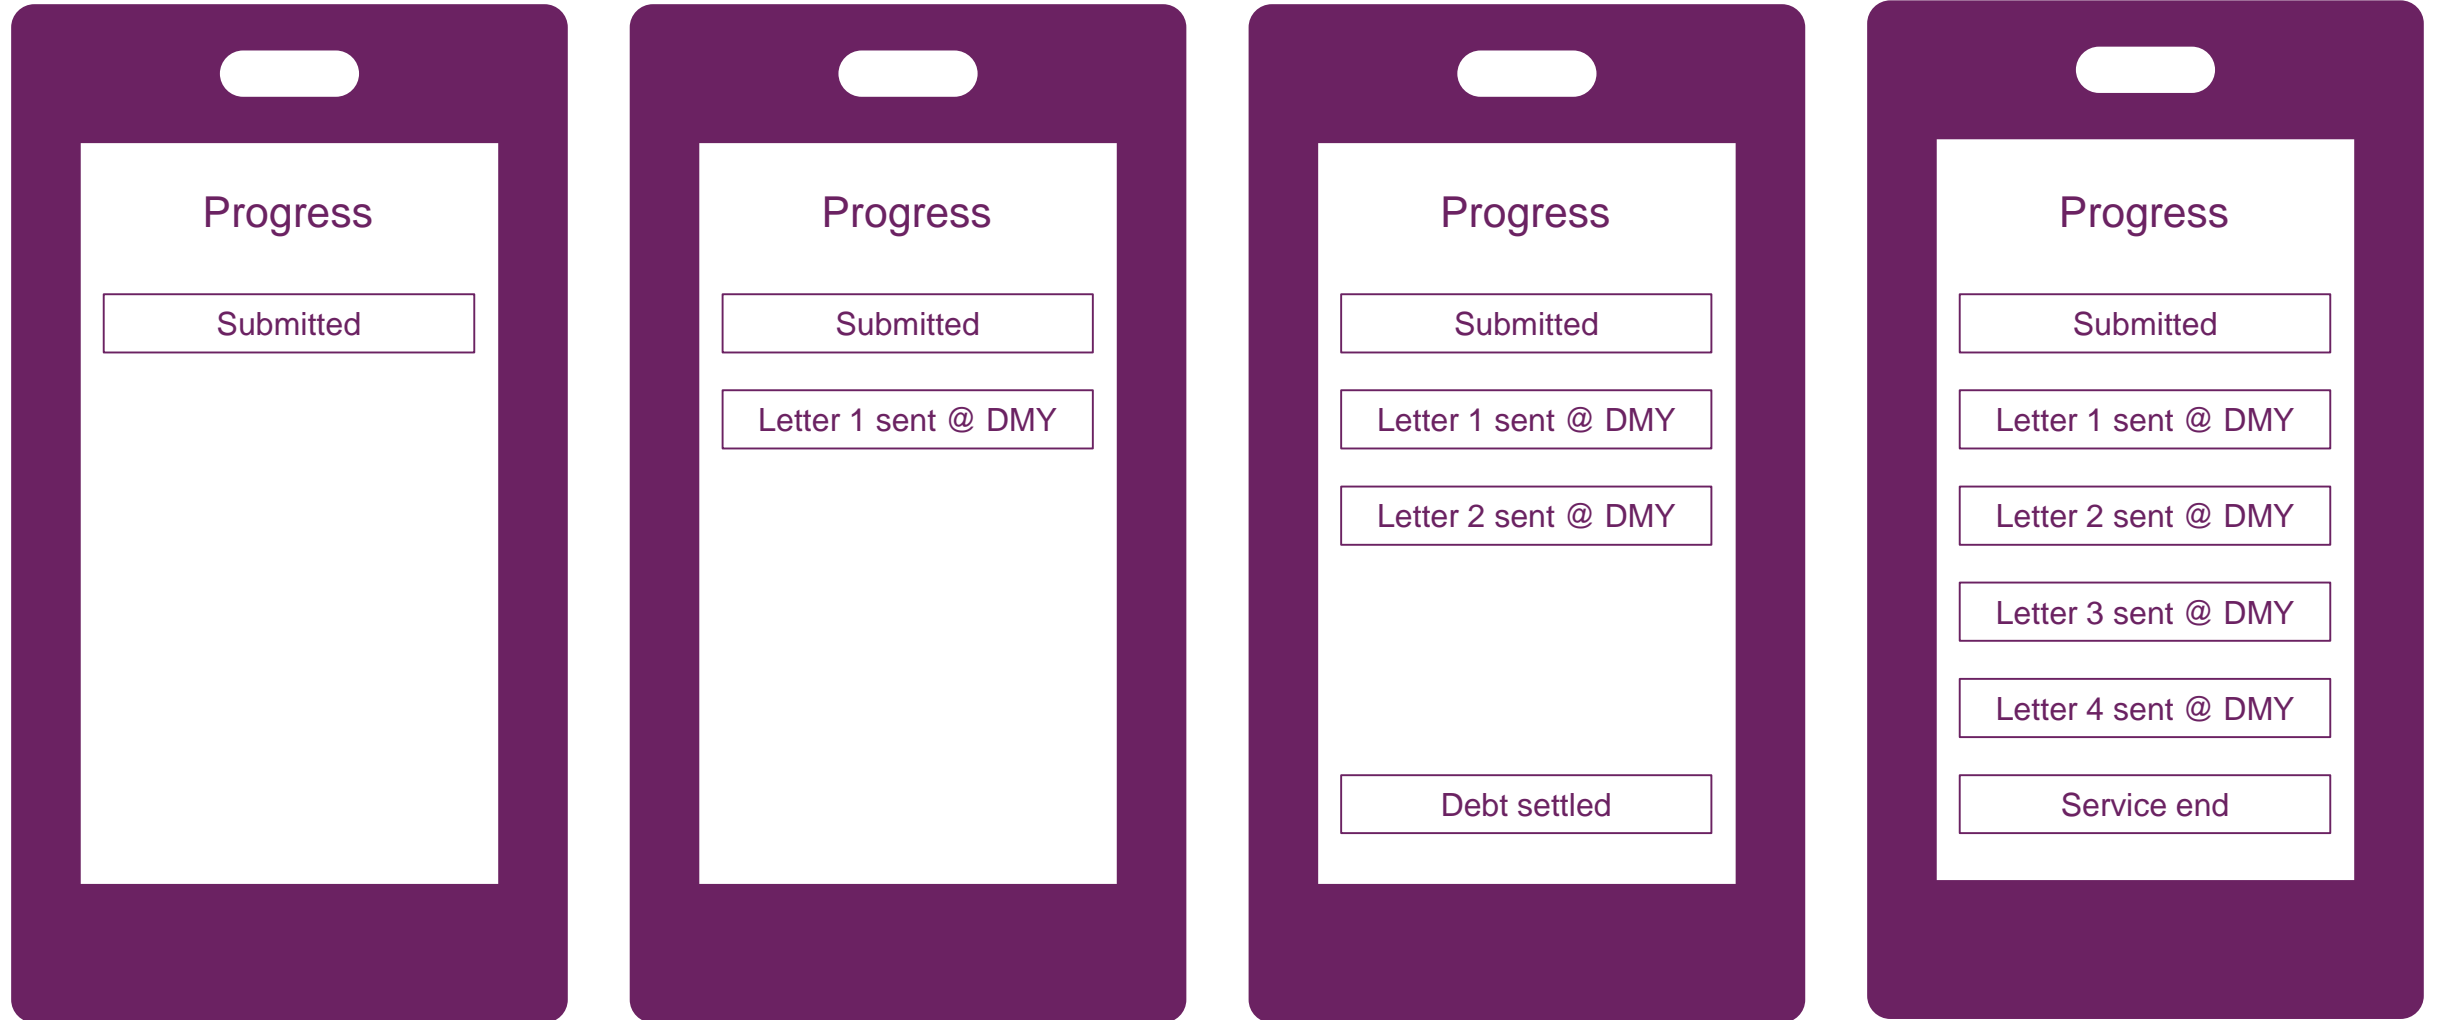 Progress
Submitted
Progress
Submitted
Letter 1 sent @ DMY
Progress
Submitted
Letter 1 sent @ DMY
Letter 2 sent @ DMY
Debt settled
Progress
Submitted
Letter 1 sent @ DMY
Letter 2 sent @ DMY
Letter 3 sent @ DMY
Letter 4 sent @ DMY
Service end